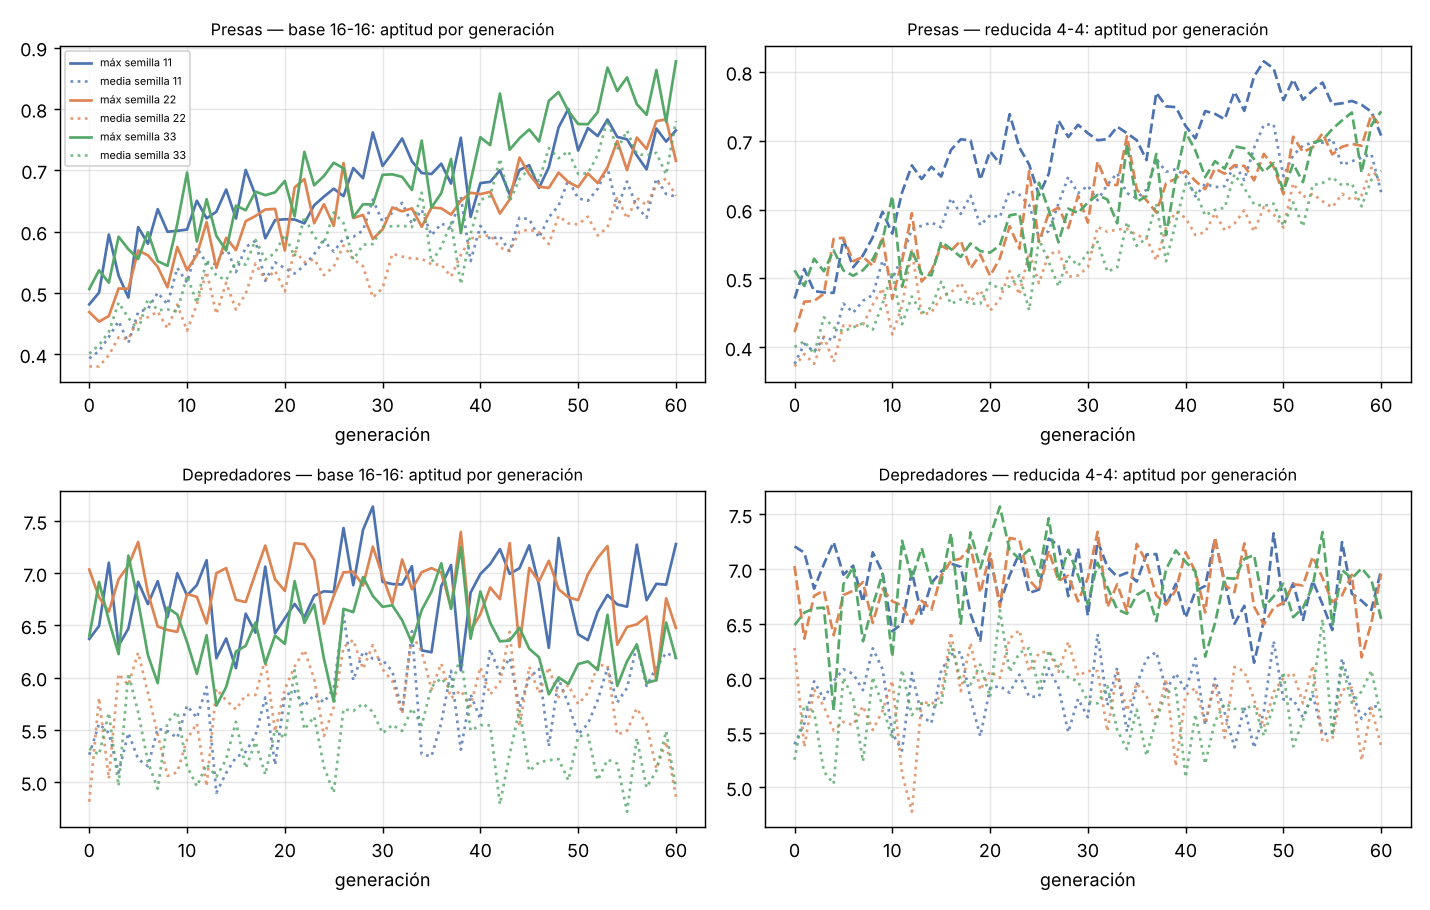 Presas — base 16-16: aptitud por generación
0.9
0.8
0.7
0.6
0.5
0.4
máx semilla 11
media semilla 11
máx semilla 22
media semilla 22
máx semilla 33
media semilla 33
0 10 20 30 40 50 60
generación
Presas — reducida 4-4: aptitud por generación
0.8
0.7
0.6
0.5
0.4
0 10 20 30 40 50 60
generación
Depredadores — base 16-16: aptitud por generación
7.5
7.0
6.5
6.0
5.5
5.0
0 10 20 30 40 50 60
generación
Depredadores — reducida 4-4: aptitud por generación
7.5
7.0
6.5
6.0
5.5
5.0
0 10 20 30 40 50 60
generación